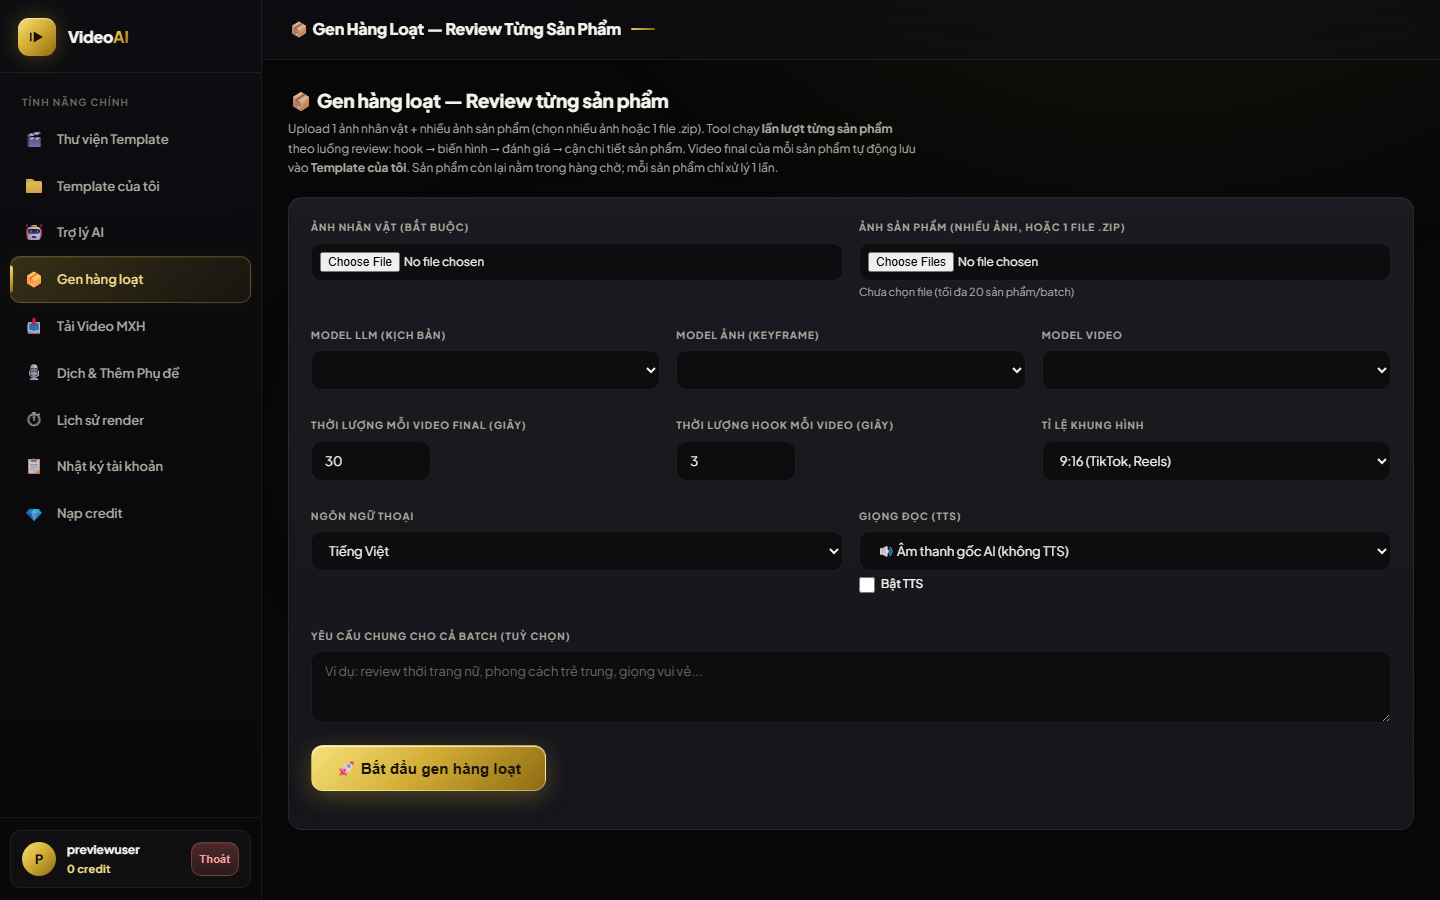 VideoAI
TÍNH NĂNG CHÍNH
Thư viện Template
Template của tôi
Trợ lý AI
Gen hàng loạt
Tải Video MXH
Dịch & Thêm Phụ đề
Lịch sử render
Nhật ký tài khoản
Nạp credit
P
previewuser
0 credit
Thoát
Gen Hàng Loạt — Review Từng Sản Phẩm
Gen hàng loạt — Review từng sản phẩm
Upload 1 ảnh nhân vật + nhiều ảnh sản phẩm (chọn nhiều ảnh hoặc 1 file .zip). Tool chạy lần lượt từng sản phẩm
theo luồng review: hook → biến hình → đánh giá → cận chi tiết sản phẩm. Video final của mỗi sản phẩm tự động lưu
vào Template của tôi. Sản phẩm còn lại nằm trong hàng chờ; mỗi sản phẩm chỉ xử lý 1 lần.
ẢNH NHÂN VẬT (BẮT BUỘC)
Choose File No file chosen
ẢNH SẢN PHẨM (NHIỀU ẢNH, HOẶC 1 FILE .ZIP)
Choose Files No file chosen
Chưa chọn file (tối đa 20 sản phẩm/batch)
MODEL LLM (KỊCH BẢN)
MODEL ẢNH (KEYFRAME)
MODEL VIDEO
THỜI LƯỢNG MỖI VIDEO FINAL (GIÂY)
30
THỜI LƯỢNG HOOK MỖI VIDEO (GIÂY)
3
TỈ LỆ KHUNG HÌNH
9:16 (TikTok, Reels)
NGÔN NGỮ THOẠI
Tiếng Việt
GIỌNG ĐỌC (TTS)
Âm thanh gốc AI (không TTS)
Bật TTS
YÊU CẦU CHUNG CHO CẢ BATCH (TUỲ CHỌN)
Ví dụ: review thời trang nữ, phong cách trẻ trung, giọng vui vẻ...
Bắt đầu gen hàng loạt